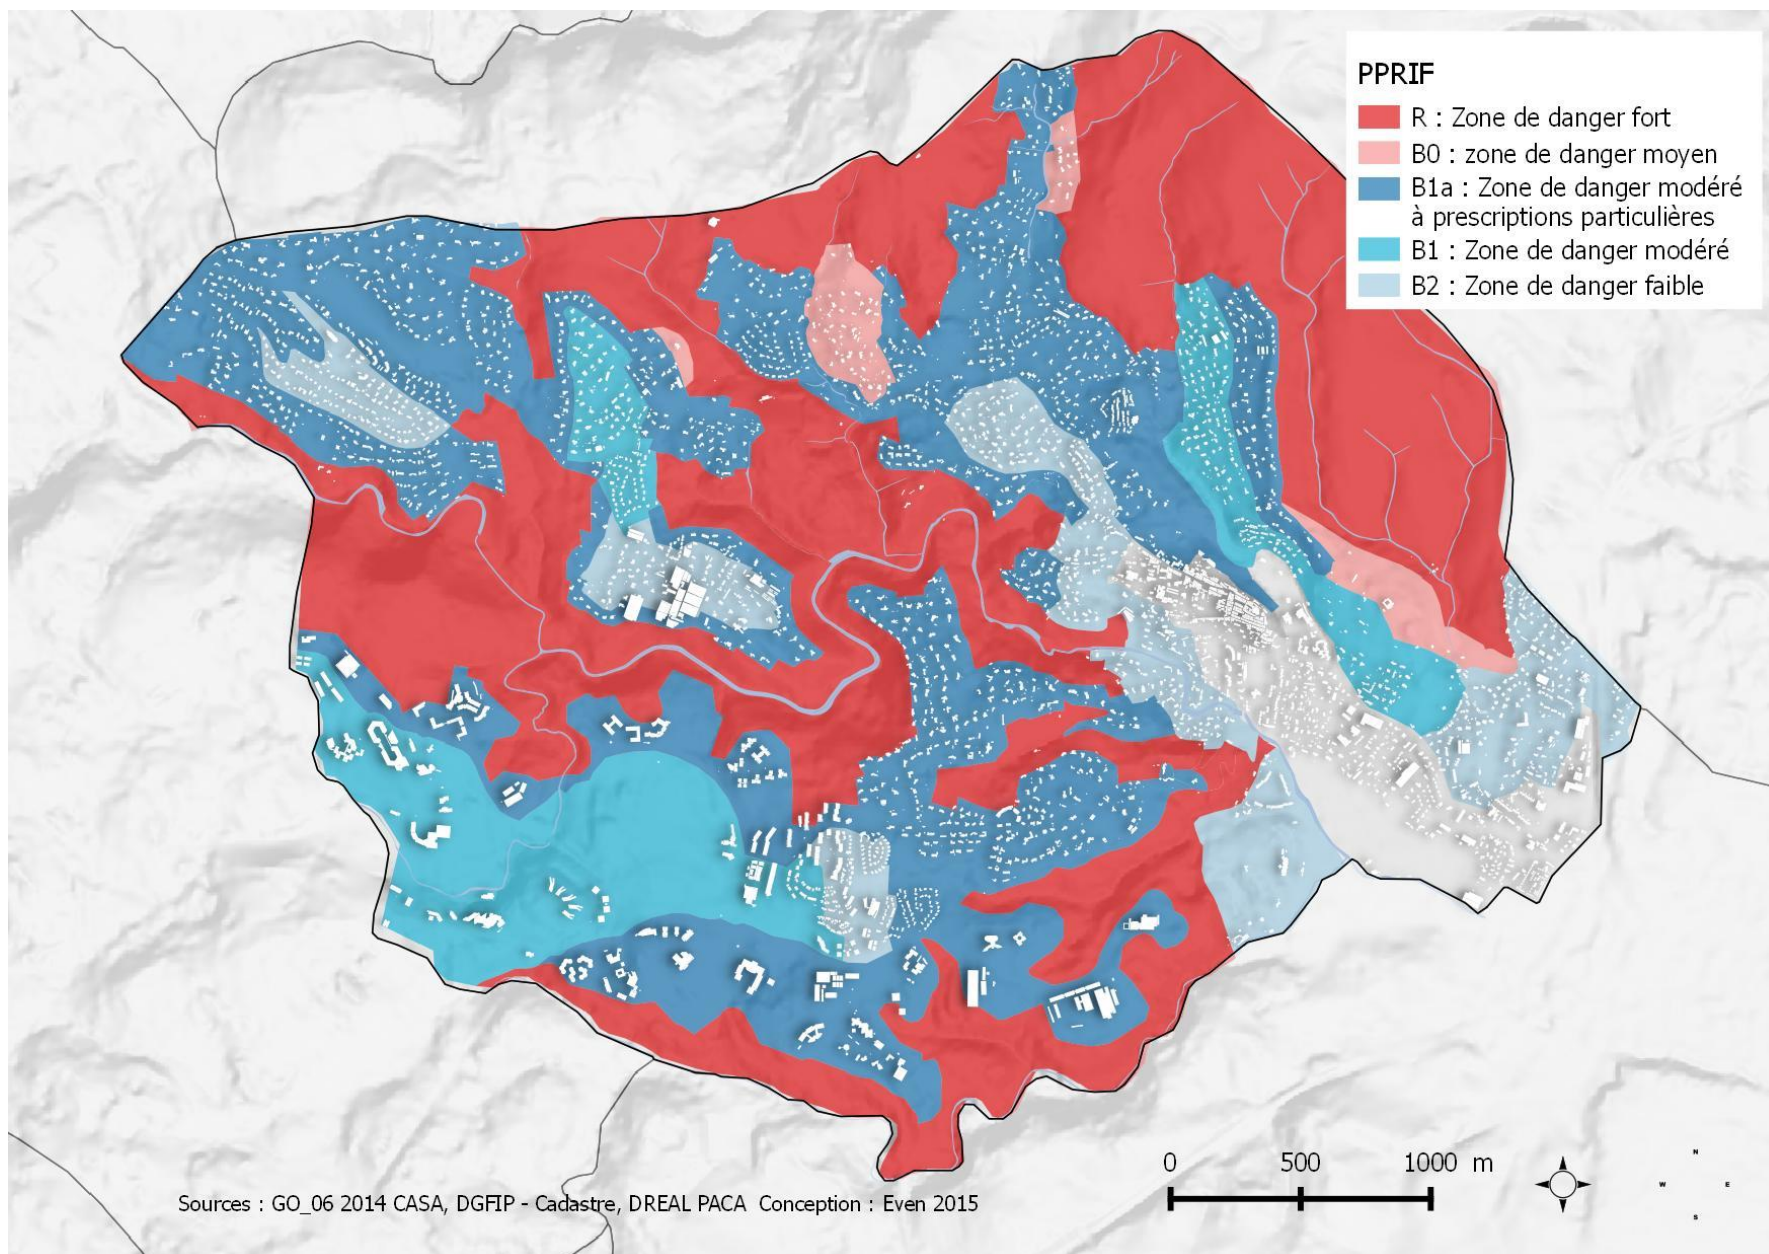 PPRIF
R : Zone de danger fort
B0 : zone de danger moyen
B1a : Zone de danger modéré
à prescriptions particulières
B1 : Zone de danger modéré
B2 : Zone de danger faible
0 500 1000 m
N
W E
S
Sources : GO_06 2014 CASA, DGFIP - Cadastre, DREAL PACA Conception : Even 2015